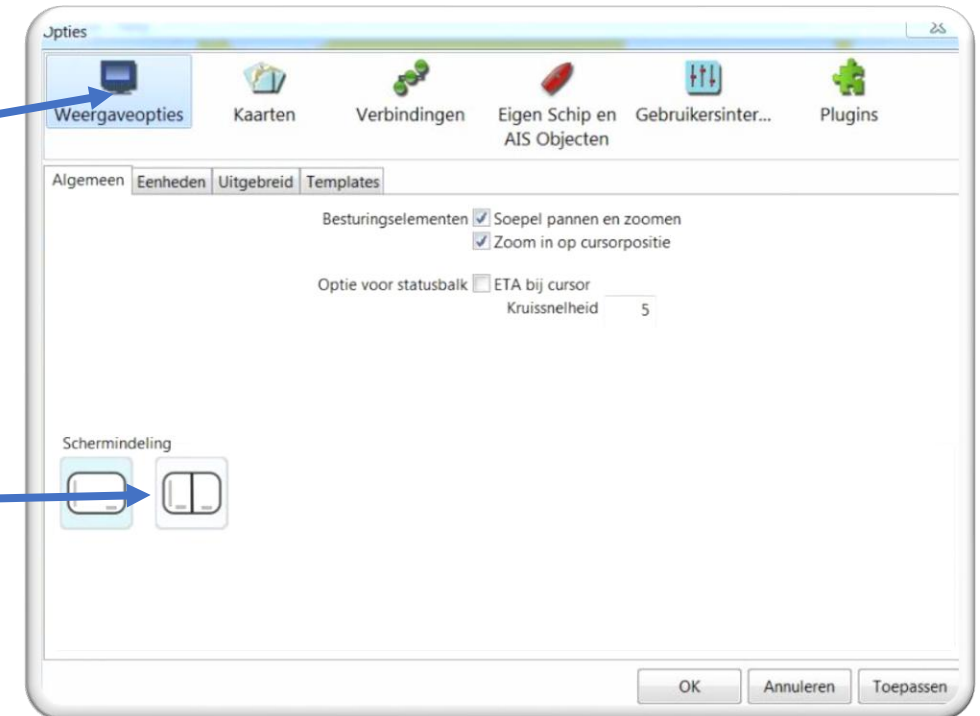 Opties
Weergaveopties
Kaarten
Verbindingen
Eigen Schip en
AIS Objecten
Gebruikersinter...
Plugins
Algemeen Eenheden Uitgebreid Templates
Besturingselementen Soepel pannen en zoomen
Zoom in op cursorpositie
Optie voor statusbalk ETA bij cursor
Kruissnelheid 5
Schermindeling
OK Annuleren Toepassen